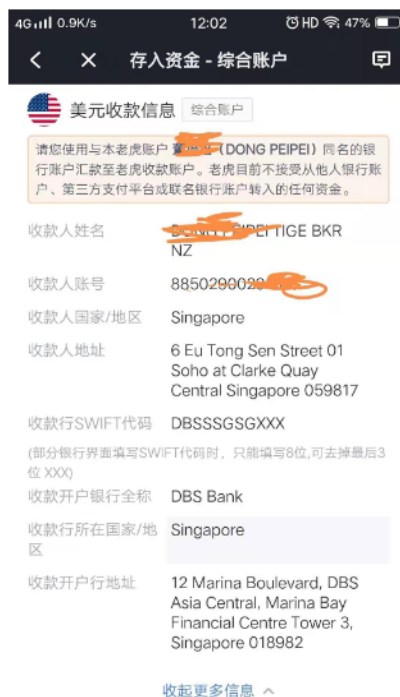 4G 0.9K/s 12:02 HD 47%
存入资金 - 综合账户
美元收款信息 综合账户
请您使用与本老虎账户 (DONG PEIPEI) 同名的银
行账户汇款至老虎收款账户。老虎目前不接受从他人银行账
户、第三方支付平台或联名银行账户转入的任何资金。
收款人姓名 TIGE BKR
NZ
收款人账号
收款人国家/地区 Singapore
收款人地址 6 Eu Tong Sen Street 01
Soho at Clarke Quay
Central Singapore 059817
收款行SWIFT代码 DBSSSGSGXXX
(部分银行界面填写SWIFT代码时，只能填写8位,可去掉最后3
位 XXX)
收款开户银行全称 DBS Bank
收款行所在国家/地 Singapore
区
收款开户行地址 12 Marina Boulevard, DBS
Asia Central, Marina Bay
Financial Centre Tower 3,
Singapore 018982
收起更多信息